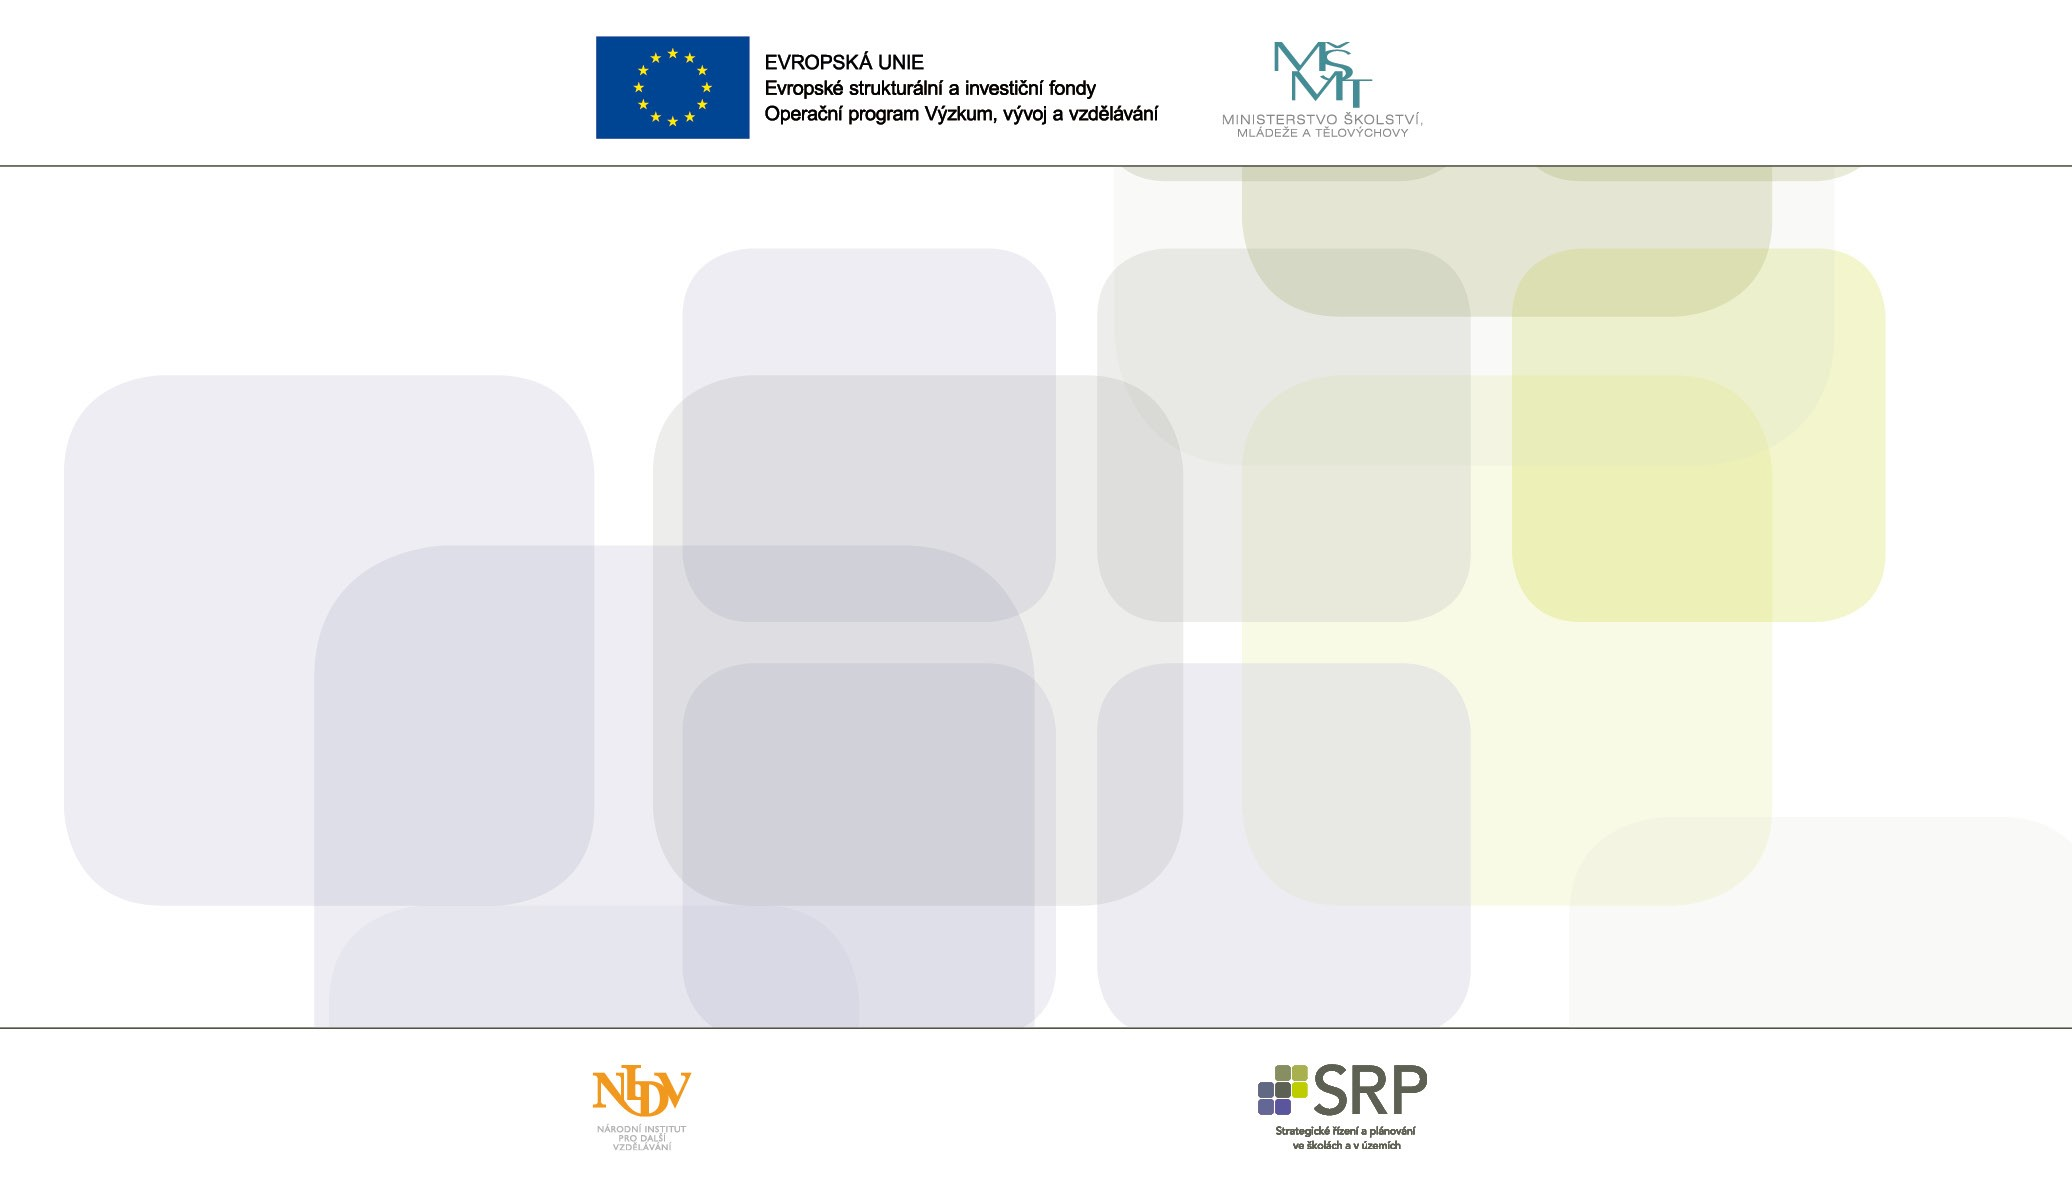 EVROPSKÁ UNIE
Evropské strukturální a investiční fondy
Operační program Výzkum, vývoj a vzdělávání
MŠMT
MINISTERSTVO ŠKOLSTVÍ,
MLÁDEŽE A TĚLOVÝCHOVY
NIDV
NÁRODNÍ INSTITUT
PRO DALŠÍ
VZDĚLÁVÁNÍ
SRP
Strategické řízení a plánování
ve školách a v územích